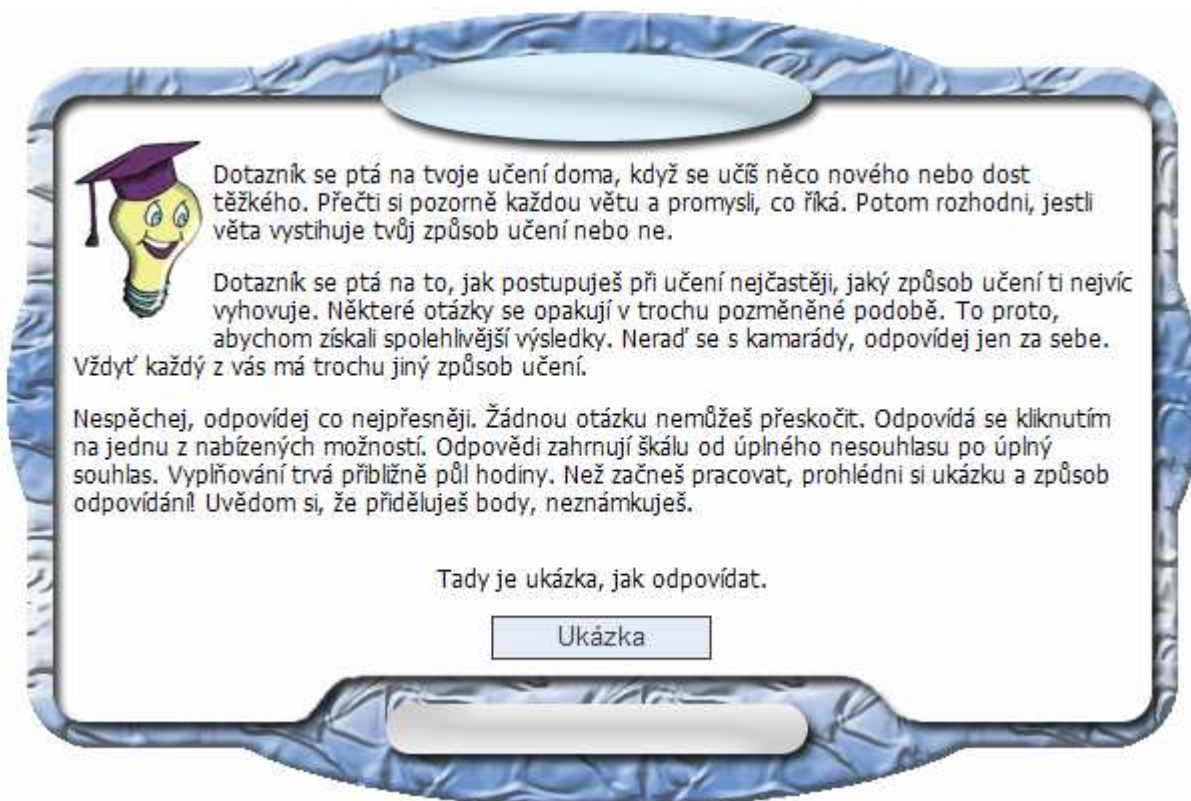 Dotazník se ptá na tvoje učení doma, když se učíš něco nového nebo dost
těžkého. Přečti si pozorně každou větu a promysli, co říká. Potom rozhodni, jestli
věta vystihuje tvůj způsob učení nebo ne.
Dotazník se ptá na to, jak postupuješ při učení nejčastěji, jaký způsob učení ti nejvíc
vyhovuje. Některé otázky se opakují v trochu pozměněné podobě. To proto,
abychom získali spolehlivější výsledky. Neraď se s kamarády, odpovídej jen za sebe.
Vždyť každý z vás má trochu jiný způsob učení.
Nespěchej, odpovídej co nejpřesněji. Žádnou otázku nemůžeš přeskočit. Odpovídá se kliknutím
na jednu z nabízených možností. Odpovědi zahrnují škálu od úplného nesouhlasu po úplný
souhlas. Vyplňování trvá přibližně půl hodiny. Než začneš pracovat, prohlédni si ukázku a způsob
odpovídání! Uvědom si, že přiděluješ body, neznámkuješ.
Tady je ukázka, jak odpovídat.
Ukázka